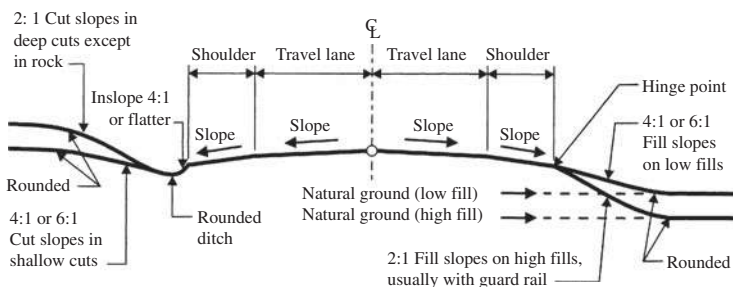 2: 1 Cut slopes in
deep cuts except
in rock
℄
Shoulder
Travel lane
Travel lane
Shoulder
Hinge point
Inslope 4:1
or flatter
Slope
Slope
Slope
Slope
4:1 or 6:1
Fill slopes
on low fills
Rounded
4:1 or 6:1
Cut slopes in
shallow cuts
Rounded
ditch
Natural ground (low fill)
Natural ground (high fill)
2:1 Fill slopes on high fills,
usually with guard rail
Rounded